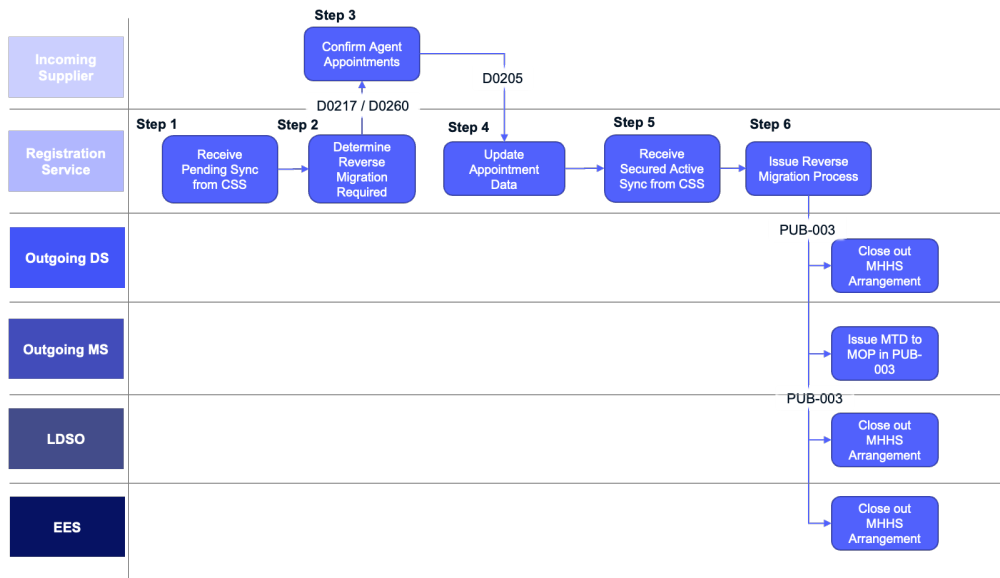 Step 3
Incoming
Supplier
Confirm Agent
Appointments
D0205
D0217 / D0260
Step 1
Step 2
Step 4
Step 5
Step 6
Registration
Service
Receive
Pending Sync
from CSS
Determine
Reverse
Migration
Required
Update
Appointment
Data
Receive
Secured Active
Sync from CSS
Issue Reverse
Migration Process
PUB-003
Outgoing DS
Close out
MHHS
Arrangement
Outgoing MS
Issue MTD to
MOP in PUB-
003
PUB-003
LDSO
Close out
MHHS
Arrangement
EES
Close out
MHHS
Arrangement